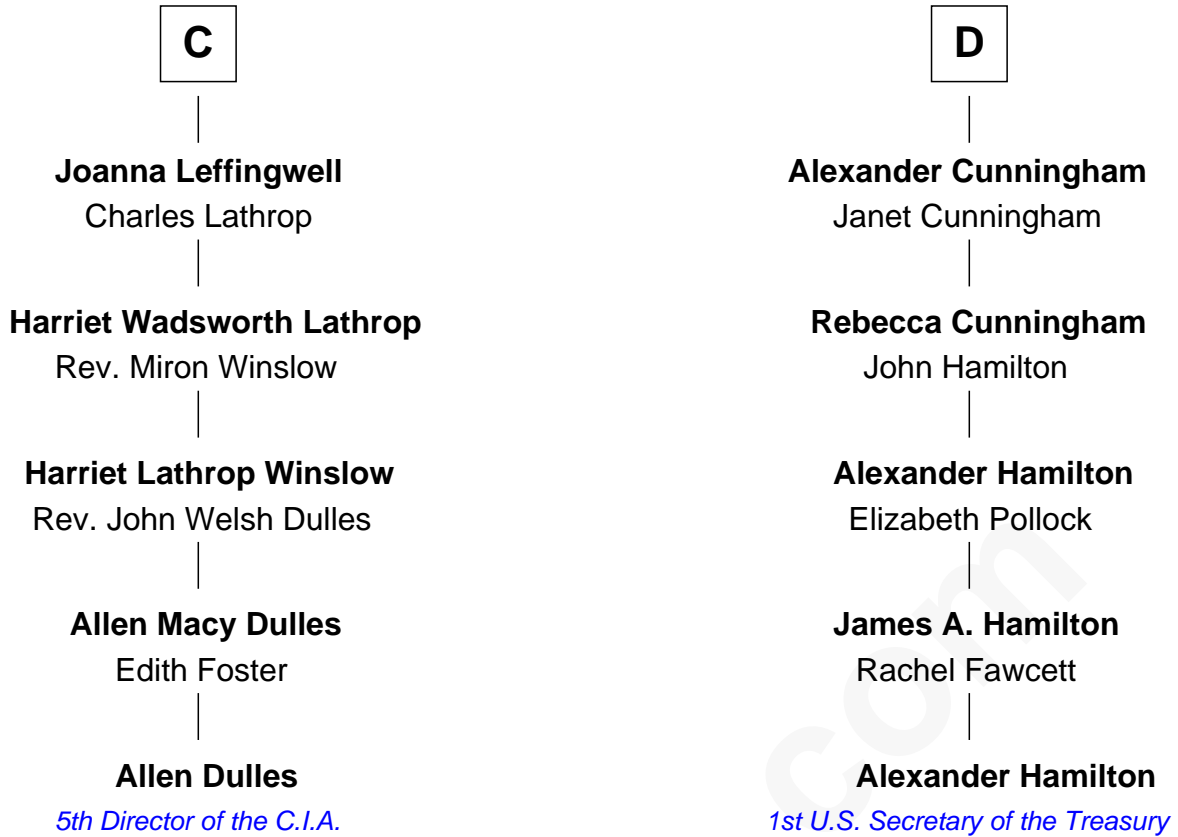 C
Joanna Leffingwell
Charles Lathrop
Harriet Wadsworth Lathrop
Rev. Miron Winslow
Harriet Lathrop Winslow
Rev. John Welsh Dulles
Allen Macy Dulles
Edith Foster
Allen Dulles
5th Director of the C.I.A.
D
Alexander Cunningham
Janet Cunningham
Rebecca Cunningham
John Hamilton
Alexander Hamilton
Elizabeth Pollock
James A. Hamilton
Rachel Fawcett
Alexander Hamilton
1st U.S. Secretary of the Treasury
com